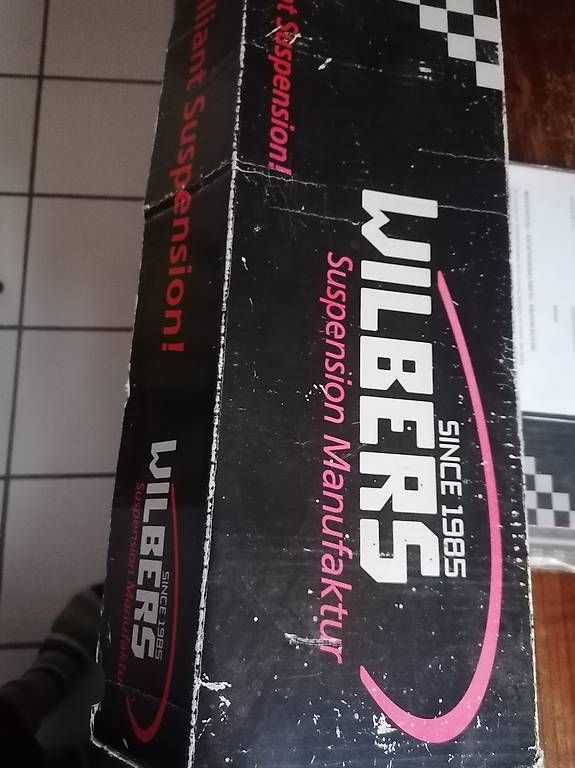 lliant Suspension!
t Suspension!
SINCE 1985
WILBERS
Suspension Manufaktur
SINCE 1985
WILBERS
Suspension Manufaktur